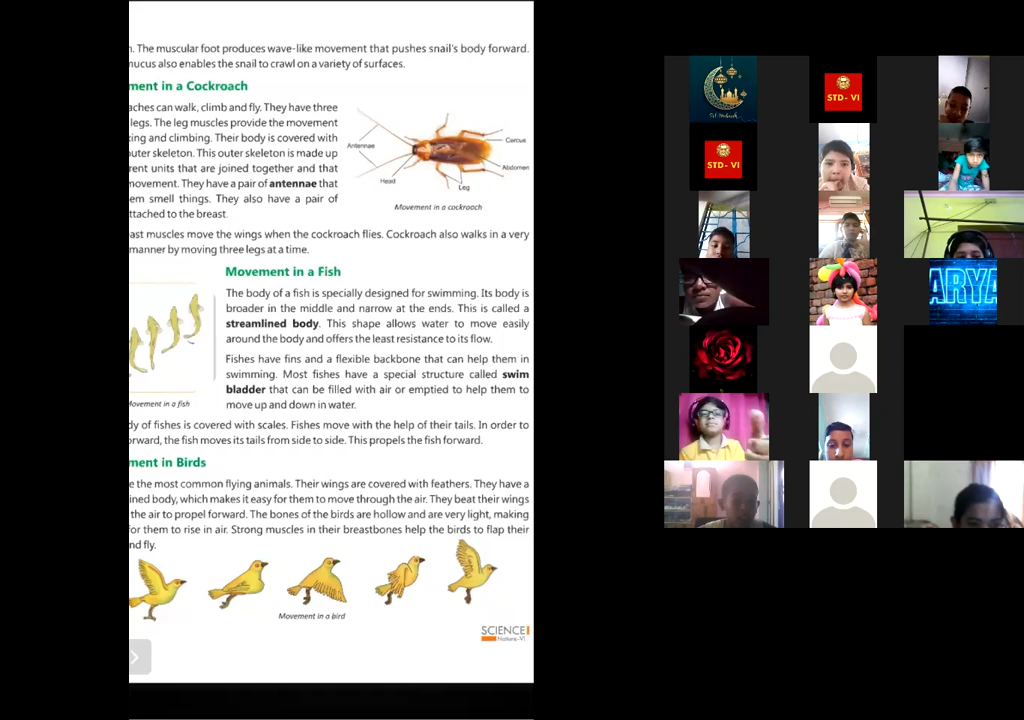 n. The muscular foot produces wave-like movement that pushes snail's body forward.
mucus also enables the snail to crawl on a variety of surfaces.
ment in a Cockroach
aches can walk, climb and fly. They have three
legs. The leg muscles provide the movement
king and climbing. Their body is covered with
outer skeleton. This outer skeleton is made up
rent units that are joined together and that
movement. They have a pair of antennae that
em smell things. They also have a pair of
ttached to the breast.
Antennae
Head
Leg
Cercus
Abdomen
Movement in a cockroach
east muscles move the wings when the cockroach flies. Cockroach also walks in a very
manner by moving three legs at a time.
Movement in a Fish
The body of a fish is specially designed for swimming. Its body is
broader in the middle and narrow at the ends. This is called a
streamlined body. This shape allows water to move easily
around the body and offers the least resistance to its flow.
Fishes have fins and a flexible backbone that can help them in
swimming. Most fishes have a special structure called swim
bladder that can be filled with air or emptied to help them to
move up and down in water.
Movement in a fish
dy of fishes is covered with scales. Fishes move with the help of their tails. In order to
orward, the fish moves its tails from side to side. This propels the fish forward.
ment in Birds
e the most common flying animals. Their wings are covered with feathers. They have a
ined body, which makes it easy for them to move through the air. They beat their wings
the air to propel forward. The bones of the birds are hollow and are very light, making
for them to rise in air. Strong muscles in their breastbones help the birds to flap their
nd fly.
Movement in a bird
SCIENCE
Nature-VI
STD- VI
STD- VI
ARYA